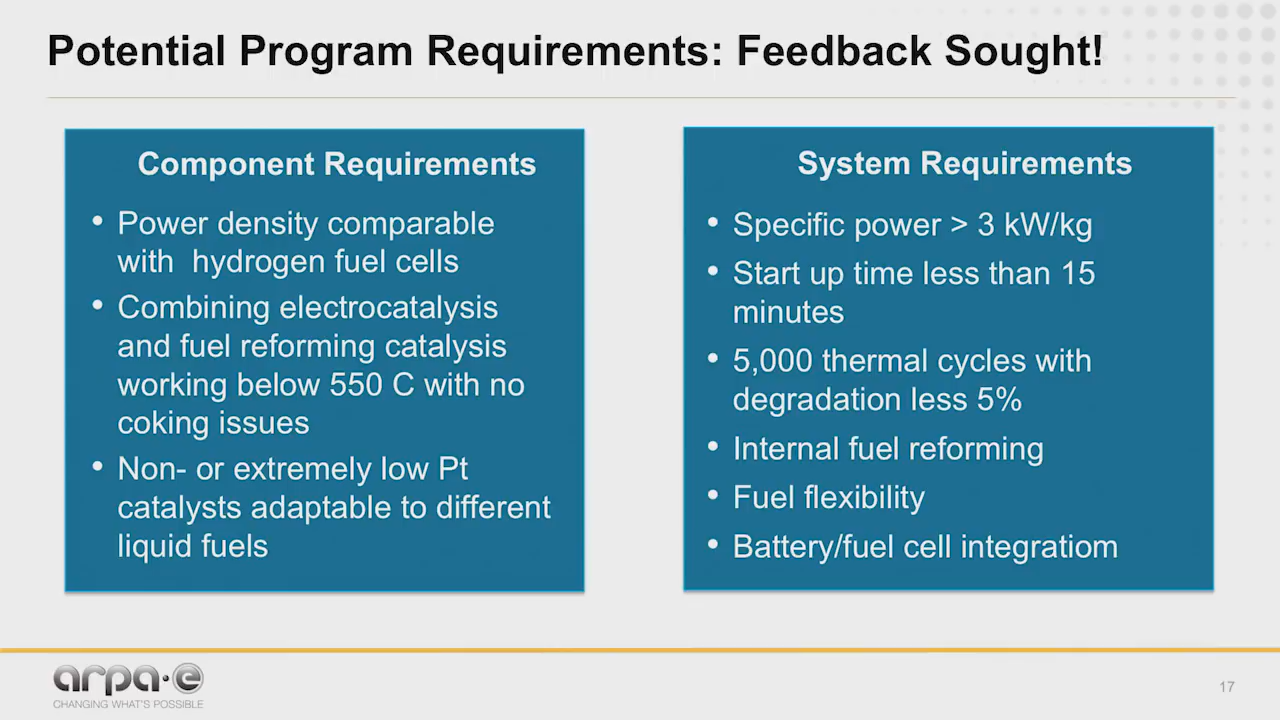 Potential Program Requirements: Feedback Sought!
Component Requirements
• Power density comparable
with hydrogen fuel cells
• Combining electrocatalysis
and fuel reforming catalysis
working below 550 C with no
coking issues
• Non- or extremely low Pt
catalysts adaptable to different
liquid fuels
System Requirements
• Specific power > 3 kW/kg
• Start up time less than 15
minutes
• 5,000 thermal cycles with
degradation less 5%
• Internal fuel reforming
• Fuel flexibility
• Battery/fuel cell integratiom
arpa·e
CHANGING WHAT'S POSSIBLE
17